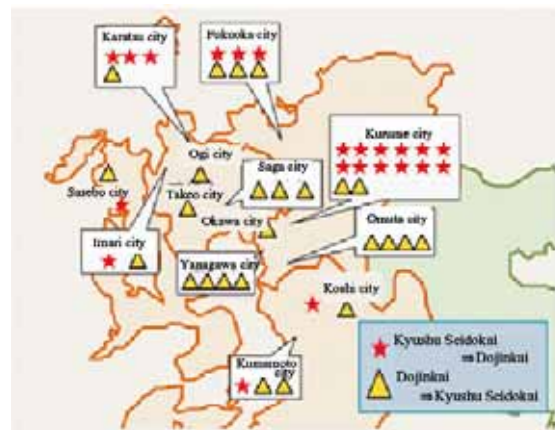 Karatsu city
Fukuoka city
Kurume city
Ogi city
Saga city
Sasebo city
Takeo city
Okawa city
Omuta city
Imari city
Yanagawa city
Koshi city
Kumamoto
city
Kyushu Seidokai
⇒Dojinkai
Dojinkai
⇒Kyushu Seidokai